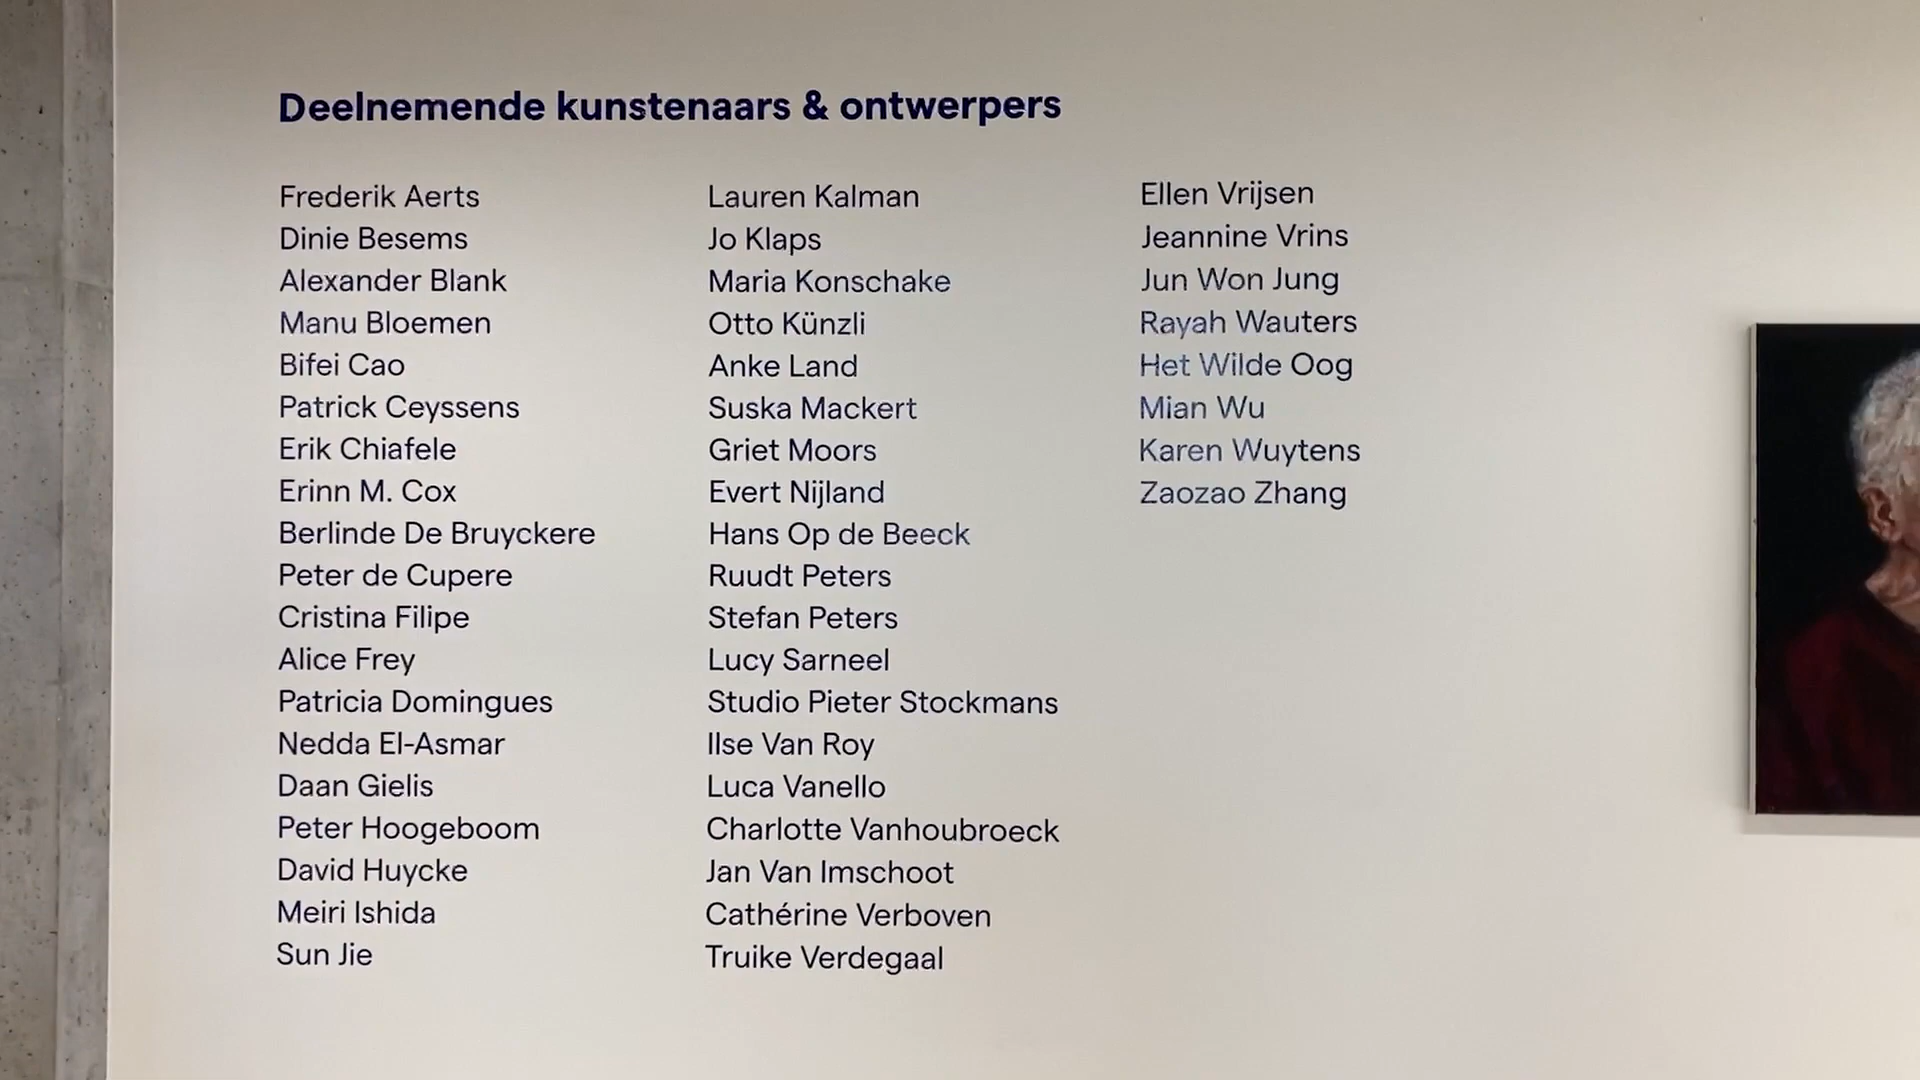 Deelnemende kunstenaars & ontwerpers
Frederik Aerts
Dinie Besems
Alexander Blank
Manu Bloemen
Bifei Cao
Patrick Ceyssens
Erik Chiafele
Erinn M. Cox
Berlinde De Bruyckere
Peter de Cupere
Cristina Filipe
Alice Frey
Patricia Domingues
Nedda El-Asmar
Daan Gielis
Peter Hoogeboom
David Huycke
Meiri Ishida
Sun Jie
Lauren Kalman
Jo Klaps
Maria Konschake
Otto Künzli
Anke Land
Suska Mackert
Griet Moors
Evert Nijland
Hans Op de Beeck
Ruudt Peters
Stefan Peters
Lucy Sarneel
Studio Pieter Stockmans
Ilse Van Roy
Luca Vanello
Charlotte Vanhoubroeck
Jan Van Imschoot
Cathérine Verboven
Truike Verdegaal
Ellen Vrijsen
Jeannine Vrins
Jun Won Jung
Rayah Wauters
Het Wilde Oog
Mian Wu
Karen Wuytens
Zaozao Zhang